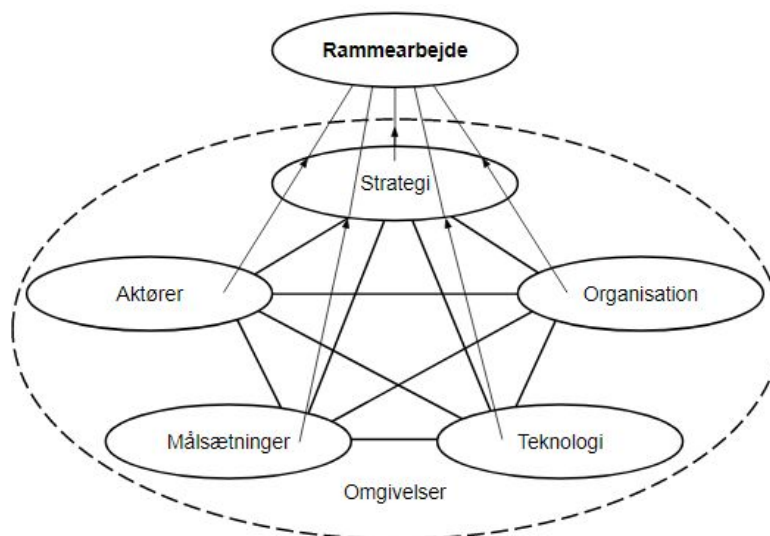 Rammearbejde
Strategi
Aktører
Organisation
Målsætninger
Teknologi
Omgivelser